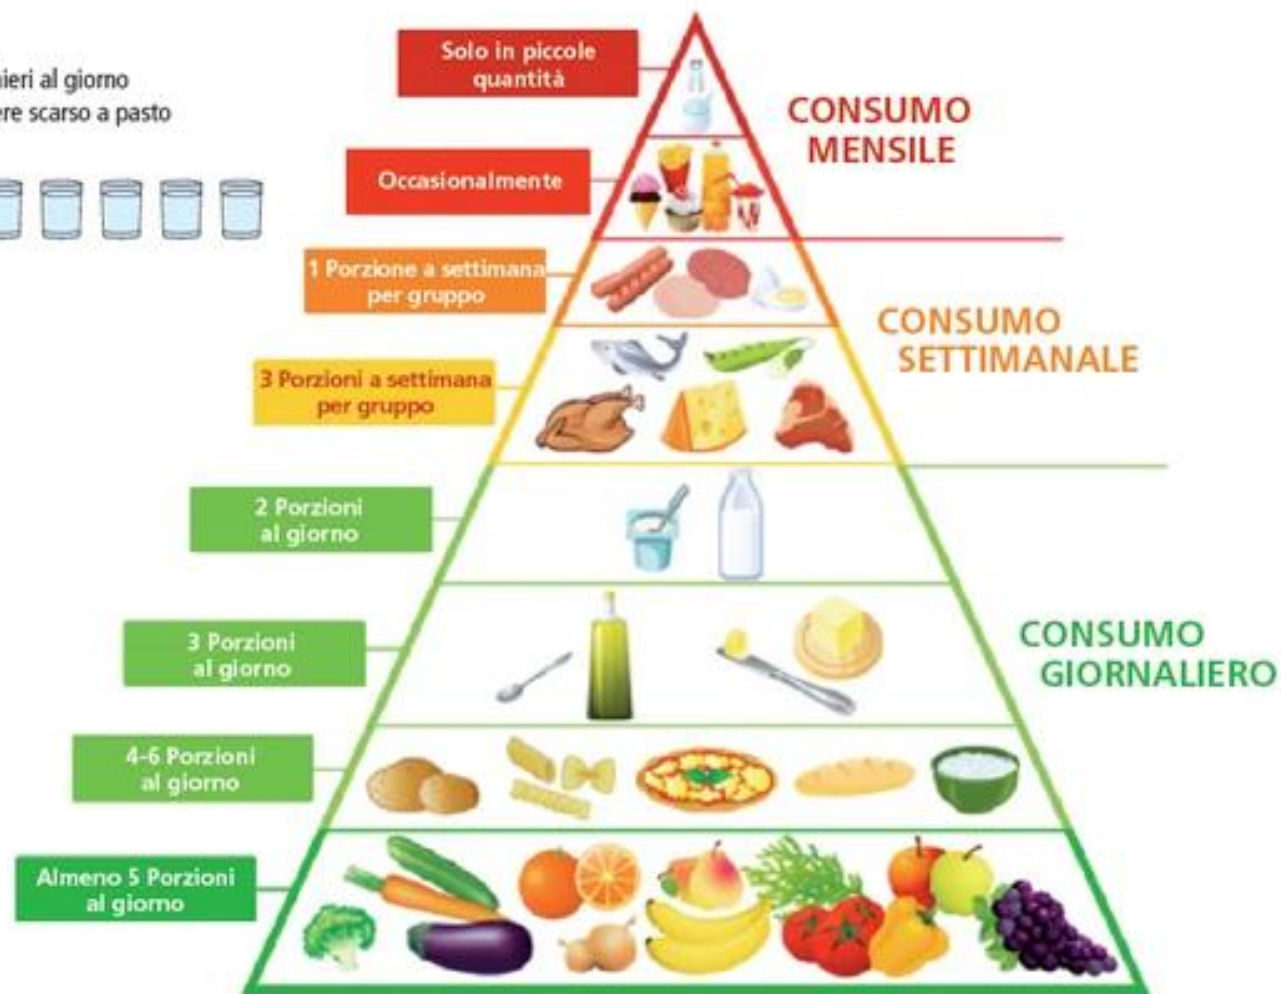 ieri al giorno
ere scarso a pasto
Solo in piccole
quantità
CONSUMO
MENSILE
Occasionalmente
1 Porzione a settimana
per gruppo
CONSUMO
SETTIMANALE
3 Porzioni a settimana
per gruppo
2 Porzioni
al giorno
3 Porzioni
al giorno
CONSUMO
GIORNALIERO
4-6 Porzioni
al giorno
Almeno 5 Porzioni
al giorno